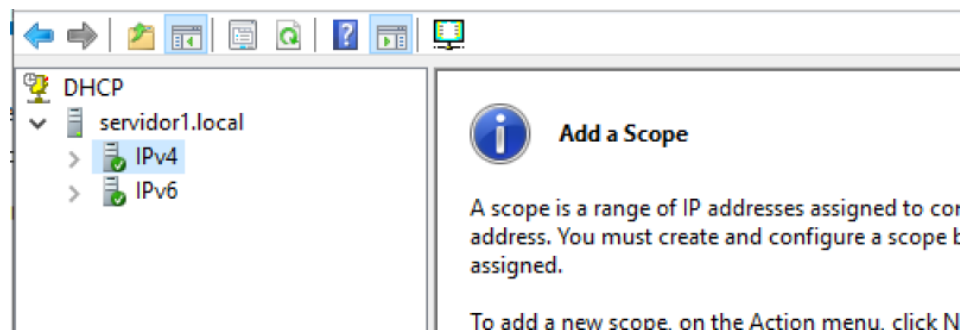 DHCP
servidor1.local
IPv4
IPv6
Add a Scope
A scope is a range of IP addresses assigned to
address. You must create and configure a scope
assigned.
To add a new scope, on the Action menu, click